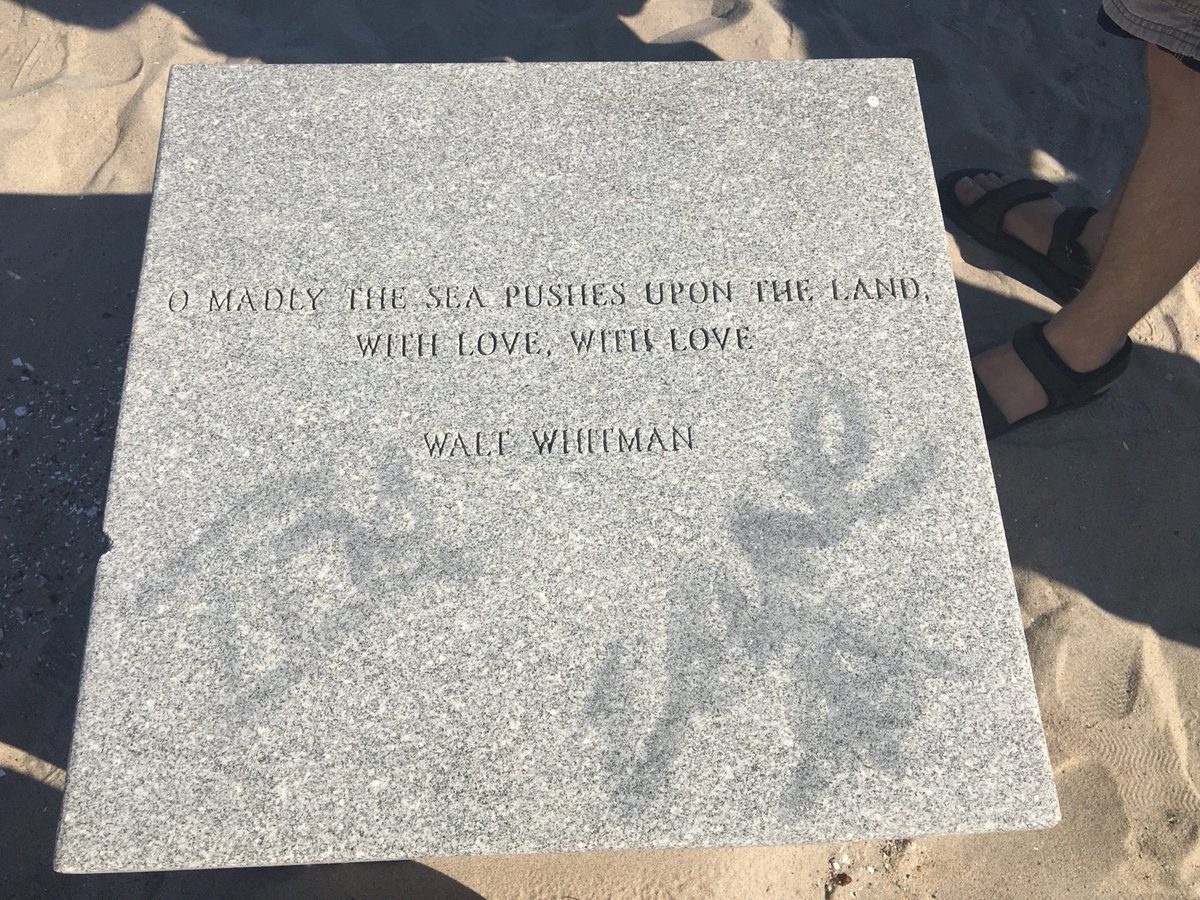 O MADLY THE SEA PUSHES UPON THE LAND,
WITH LOVE, WITH LOVE
WALT WHITMAN